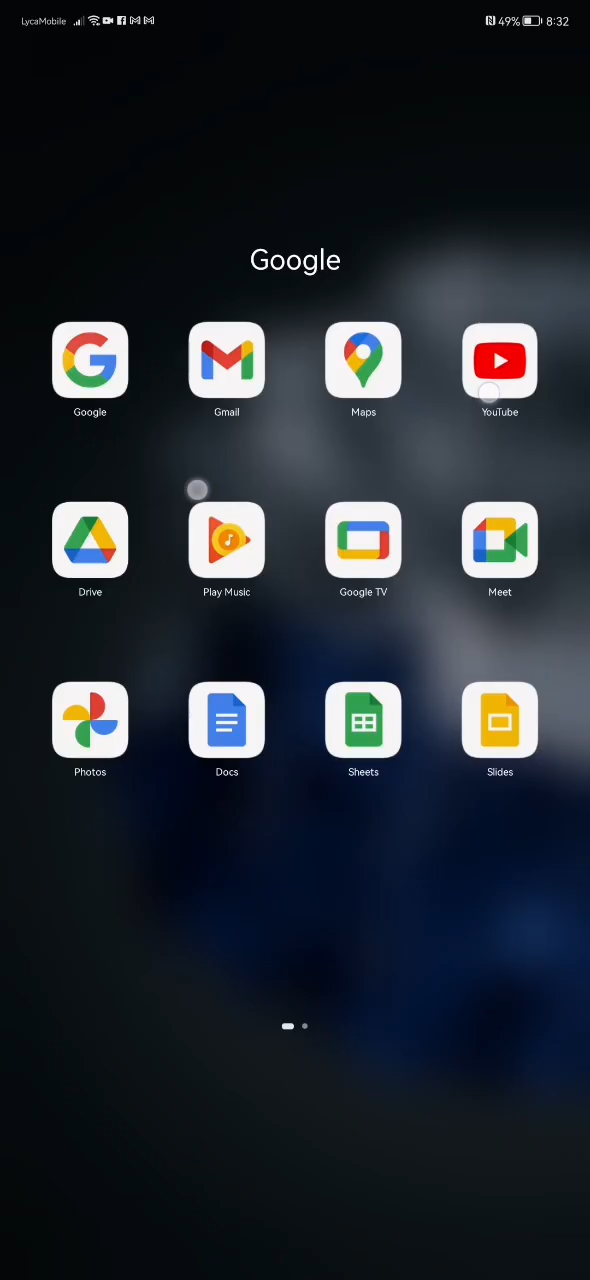 LycaMobile 49% 8:32
Google
Google Gmail Maps YouTube
Drive Play Music Google TV Meet
Photos Docs Sheets Slides